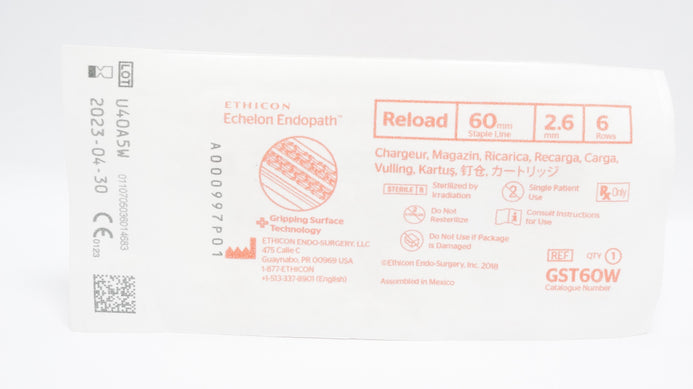 LOT
U40A5W
2023-04-30
CE 0123
A000997P01
ETHICON
Echelon Endopath™
Gripping Surface
Technology
ETHICON ENDO-SURGERY, LLC
475 Calle C
Guaynabo, PR 00969 USA
1-877-ETHICON
+1-513-337-8901 (English)
Reload
60mm
Staple Line
2.6
mm
6
Rows
Chargeur, Magazin, Ricarica, Recarga, Carga,
Vulling, Kartuş, 钉仓, カートリッジ
STERILE R
Sterilized by
Irradiation
2
Single Patient
Use
Rx Only
Do Not
Resterilize
Consult Instructions
for Use
Do Not Use if Package
is Damaged
©Ethicon Endo-Surgery, Inc. 2018
Assembled in Mexico
REF
QTY 1
GST60W
Catalogue Number